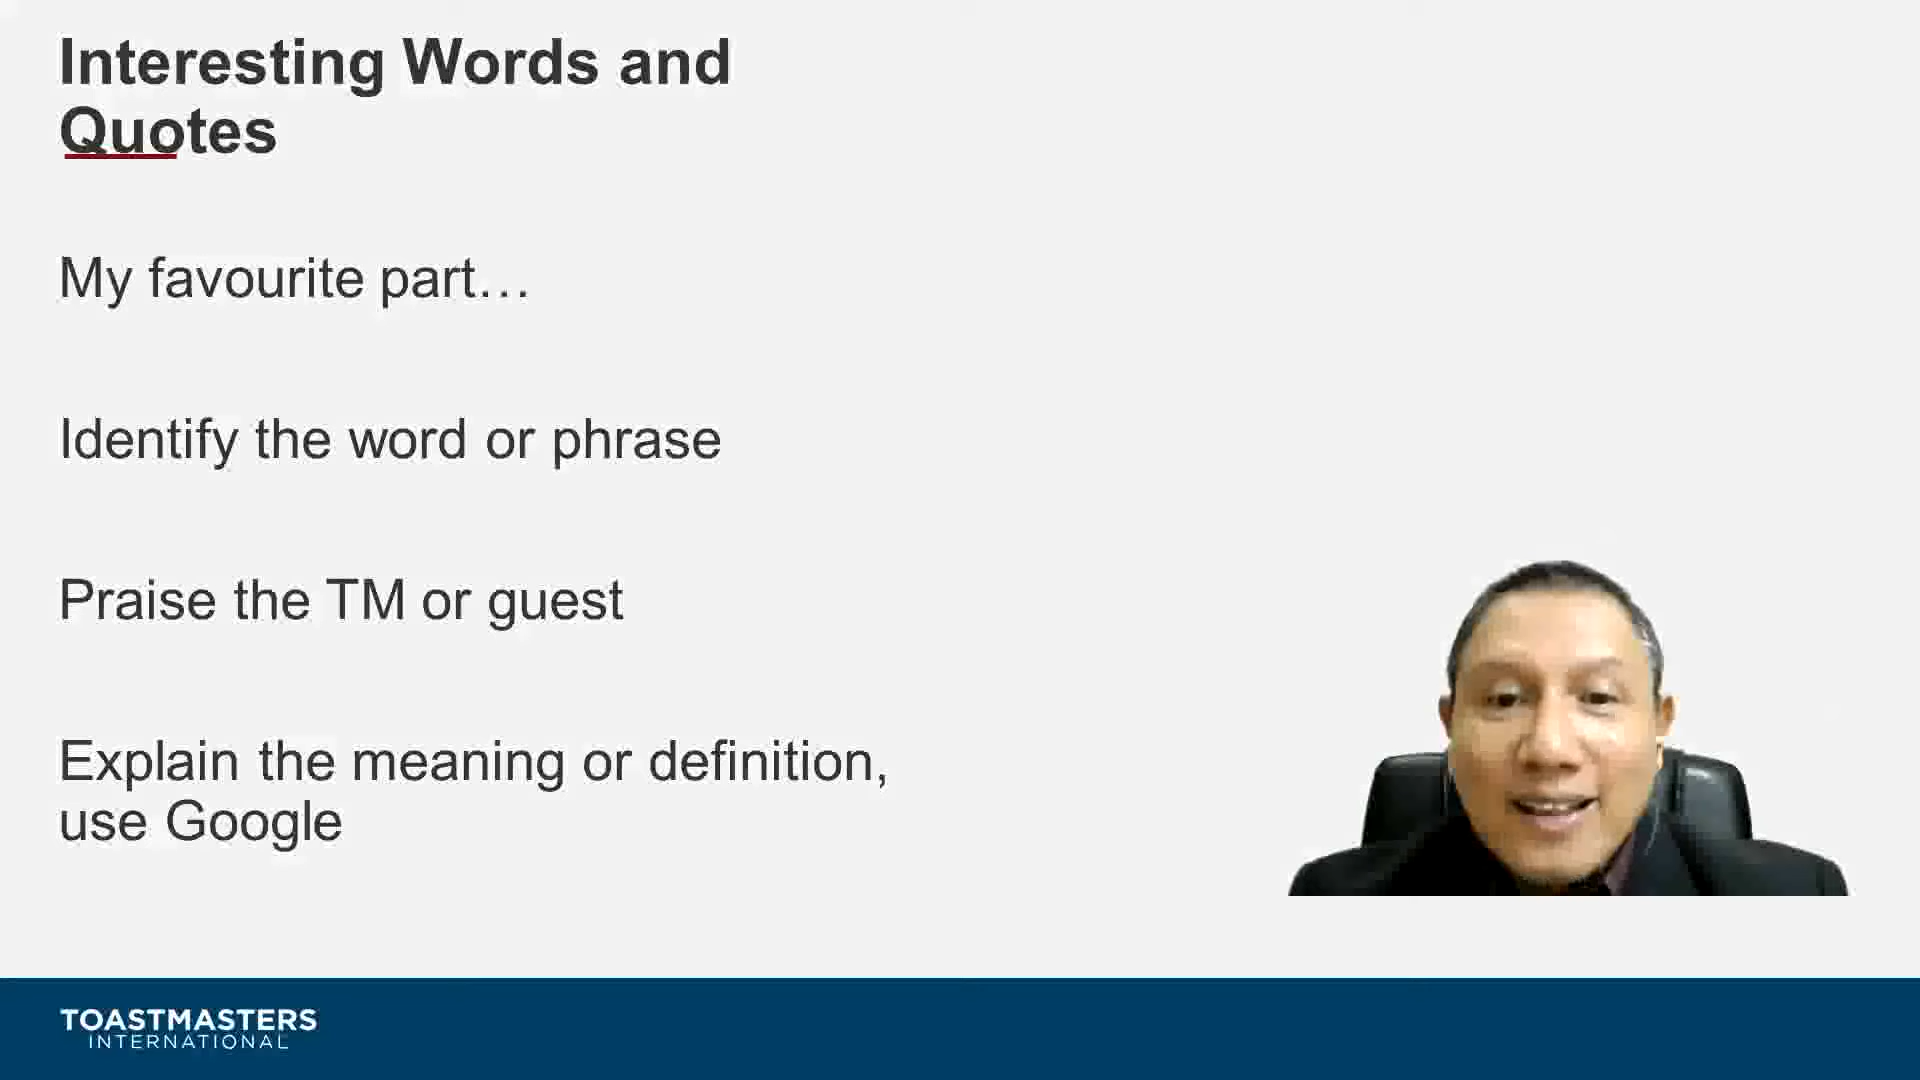 Interesting Words and
Quotes
My favourite part…
Identify the word or phrase
Praise the TM or guest
Explain the meaning or definition,
use Google
TOASTMASTERS
INTERNATIONAL